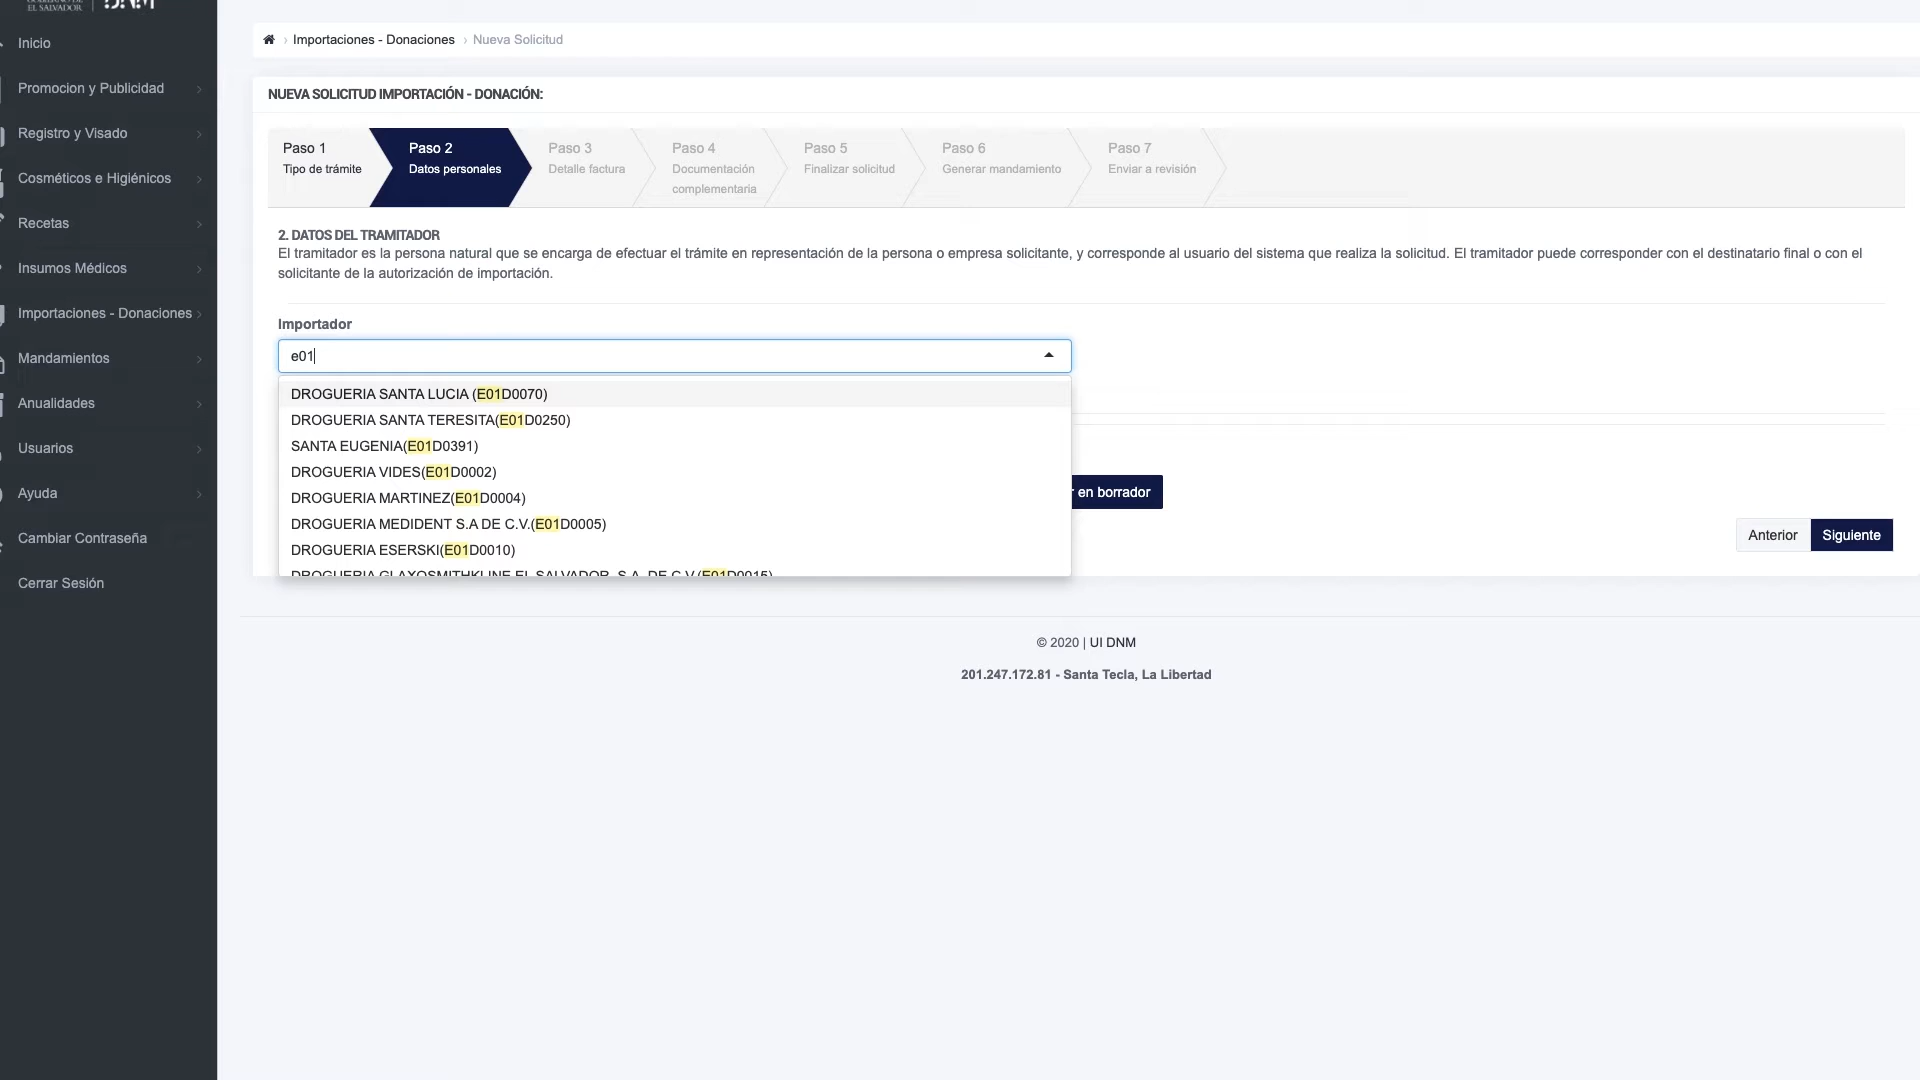 EL SALVADOR
DNM
Inicio
Promocion y Publicidad
Registro y Visado
Cosméticos e Higiénicos
Recetas
Insumos Médicos
Importaciones - Donaciones
Mandamientos
Anualidades
Usuarios
Ayuda
Cambiar Contraseña
Cerrar Sesión
Importaciones - Donaciones › Nueva Solicitud
NUEVA SOLICITUD IMPORTACIÓN - DONACIÓN:
Paso 1
Tipo de trámite
Paso 2
Datos personales
Paso 3
Detalle factura
Paso 4
Documentación
complementaria
Paso 5
Finalizar solicitud
Paso 6
Generar mandamiento
Paso 7
Enviar a revisión
2. DATOS DEL TRAMITADOR
El tramitador es la persona natural que se encarga de efectuar el trámite en representación de la persona o empresa solicitante, y corresponde al usuario del sistema que realiza la solicitud. El tramitador puede corresponder con el destinatario final o con el
solicitante de la autorización de importación.
Importador
e01
DROGUERIA SANTA LUCIA (E01D0070)
DROGUERIA SANTA TERESITA(E01D0250)
SANTA EUGENIA(E01D0391)
DROGUERIA VIDES(E01D0002)
DROGUERIA MARTINEZ(E01D0004)
DROGUERIA MEDIDENT S.A DE C.V.(E01D0005)
DROGUERIA ESERSKI(E01D0010)
DROGUERIA GLAXOSMITHKLINE EL SALVADOR, S.A. DE C.V.(E01D0015)
r en borrador
Anterior
Siguiente
© 2020 | UI DNM
201.247.172.81 - Santa Tecla, La Libertad